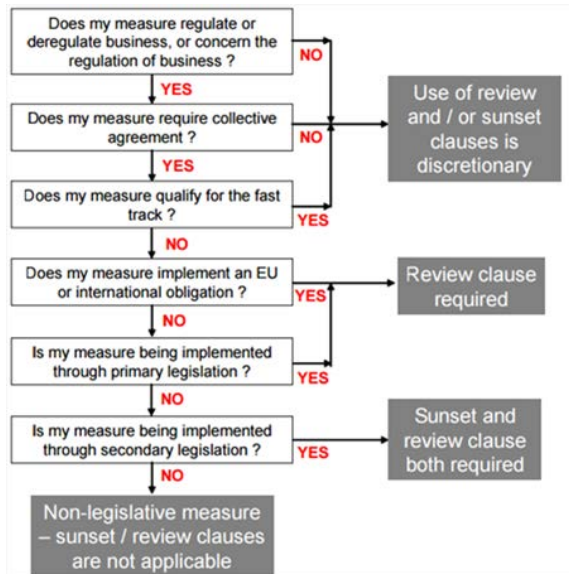 Does my measure regulate or
deregulate business, or concern the
regulation of business ?
NO
YES
Does my measure require collective
agreement ?
NO
YES
Use of review
and / or sunset
clauses is
discretionary
Does my measure qualify for the fast
track ?
YES
NO
Does my measure implement an EU
or international obligation ?
YES
NO
Review clause
required
Is my measure being implemented
through primary legislation ?
YES
NO
Is my measure being implemented
through secondary legislation ?
YES
NO
Sunset and
review clause
both required
Non-legislative measure
– sunset / review clauses
are not applicable